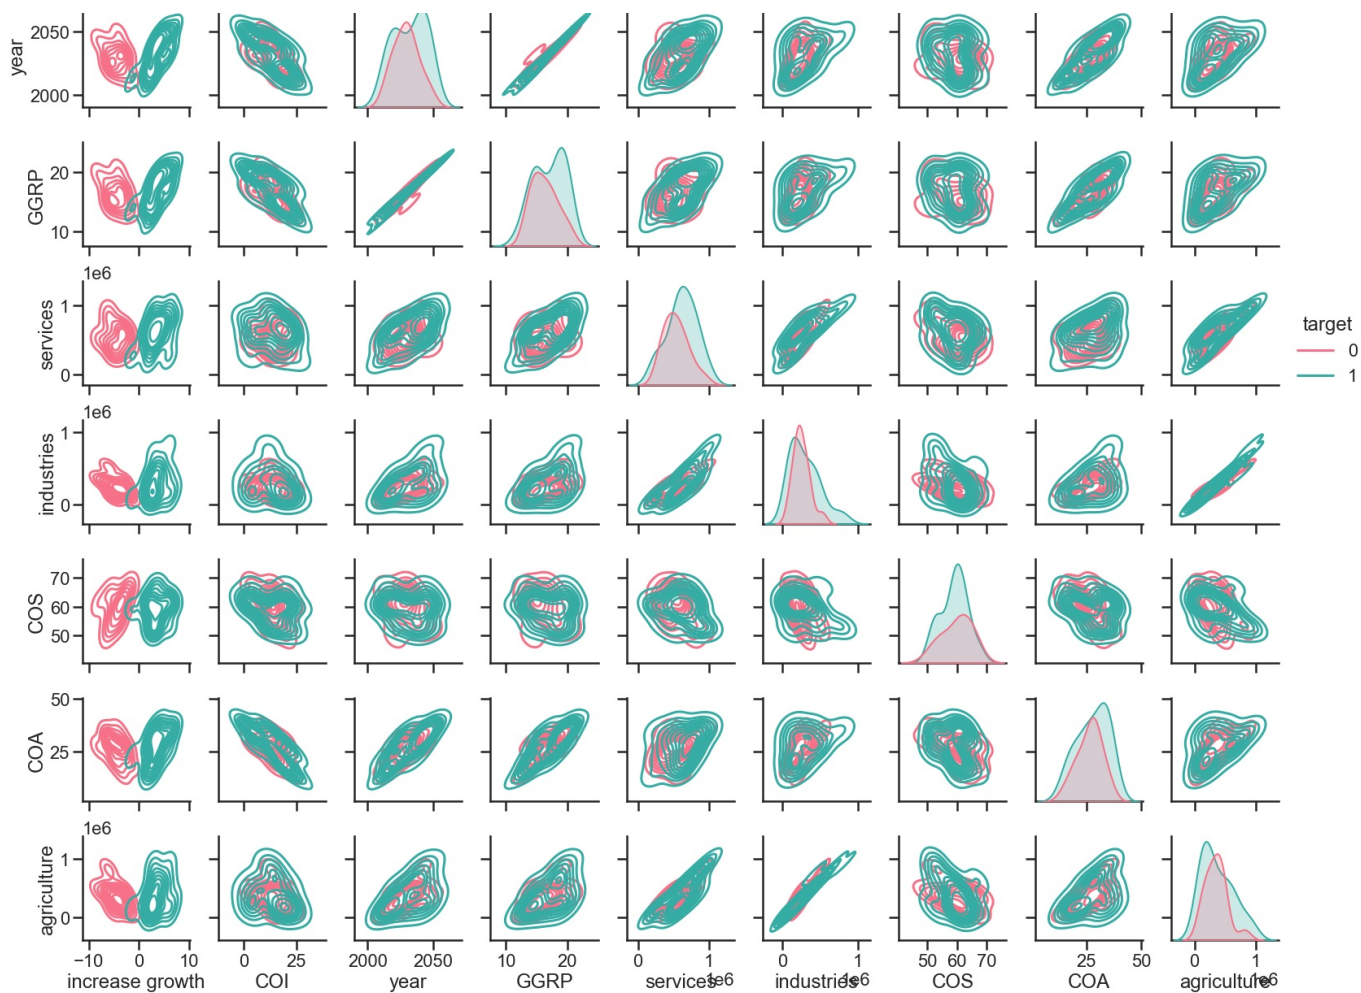 2050
2000
year
20
10
GGRP
1e6
1
0
services
1e6
1
0
industries
70
60
50
COS
50
25
COA
1e6
1
0
agriculture
target
0
1
−10 0 10 0 25 2000 2050 10 20 0 1 0 1 50 60 70 25 50 0 1
1e6 1e6 1e6
increase growth COI year GGRP services industries COS COA agriculture